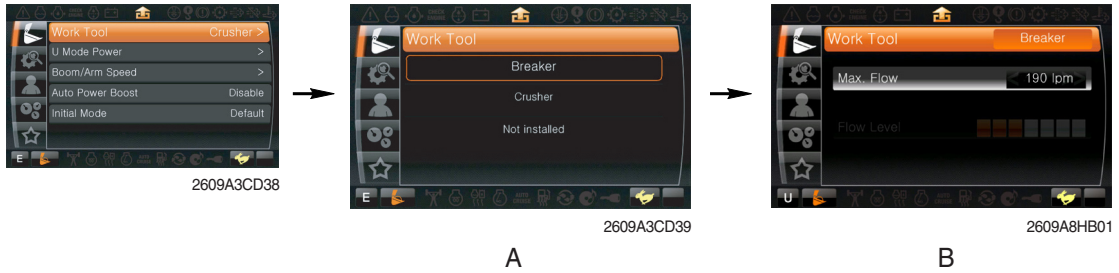 Work Tool Crusher >
U Mode Power >
Boom/Arm Speed >
Auto Power Boost Disable
Initial Mode Default
E
2609A3CD38
Work Tool
Breaker
Crusher
Not installed
E
2609A3CD39
A
Work Tool Breaker
Max. Flow 190 lpm
Flow Level
U
2609A8HB01
B